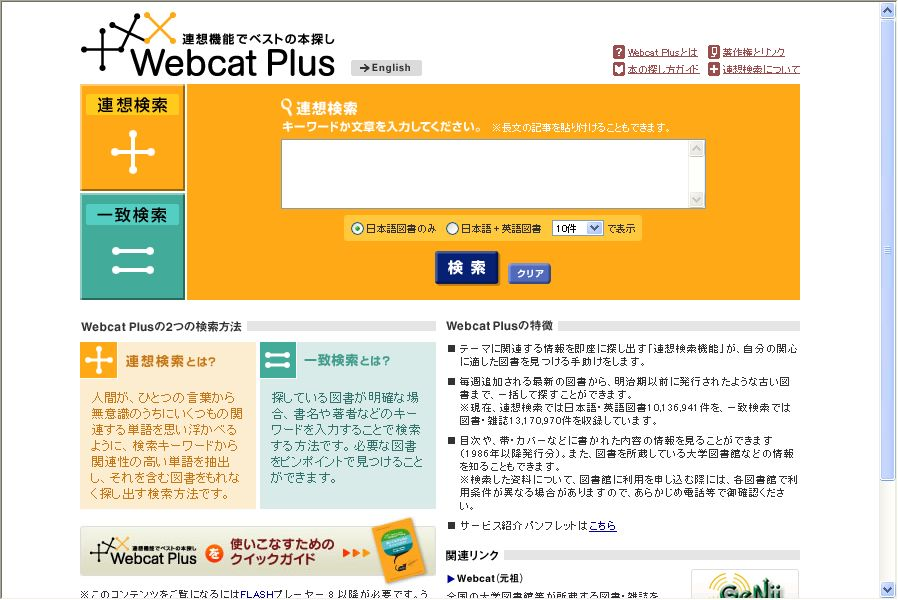 連想機能でベストの本探し
Webcat Plus
→English
Webcat Plusとは
著作権とリンク
本の探し方ガイド
連想検索について
連想検索
一致検索
連想検索
キーワードか文章を入力してください。 ※長文の記事を貼り付けることもできます。
日本語図書のみ 日本語+英語図書 10件 で表示
検索 クリア
Webcat Plusの2つの検索方法
連想検索とは?
人間が、ひとつの言葉から
無意識のうちにいくつもの関
連する単語を思い浮かべる
ように、検索キーワードから
関連性の高い単語を抽出
し、それを含む図書をもれな
く探し出す検索方法です。
一致検索とは?
探している図書が明確な場
合、書名や著者などのキー
ワードを入力することで検索
する方法です。必要な図書
をピンポイントで見つけること
ができます。
連想機能でベストの本探し
Webcat Plus
を
使いこなすための
クイックガイド
※このコンテンツをご覧になるにはFLASHプレーヤー 8 以降が必要です。う
Webcat Plusの特徴
■テーマに関連する情報を即座に探し出す「連想検索機能」が、自分の関心
に適した図書を見つける手助けをします。
■毎週追加される最新の図書から、明治期以前に発行されたような古い図
書まで、一括して探すことができます。
※現在、連想検索では日本語・英語図書10,136,941件を、一致検索では
図書・雑誌13,170,970件を収録しています。
■目次や、帯・カバーなどに書かれた内容の情報を見ることができます
(1986年以降発行分)。また、図書を所蔵している大学図書館などの情報
を知ることもできます。
※検索した資料について、図書館に利用を申し込む際には、各図書館で利
用条件が異なる場合がありますので、あらかじめ電話等で御確認くださ
い。
■サービス紹介パンフレットはこちら
関連リンク
Webcat(元祖)
全国の大学図書館等が所蔵する図書・雑誌を
GeNii